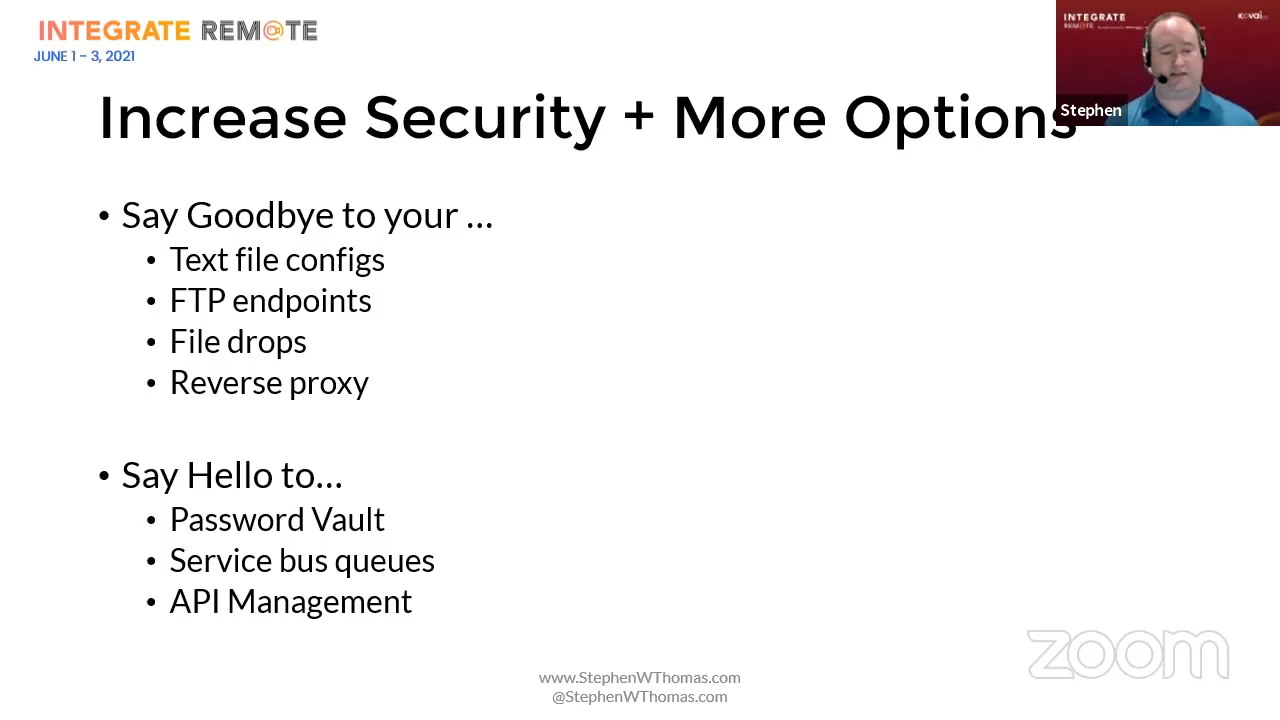 INTEGRATE REMOTE
JUNE 1 – 3, 2021
INTEGRATE
REMOTE
kovai
Stephen
Increase Security + More Options
• Say Goodbye to your ...
• Text file configs
• FTP endpoints
• File drops
• Reverse proxy
• Say Hello to...
• Password Vault
• Service bus queues
• API Management
www.StephenWThomas.com
@StephenWThomas.com
zoom